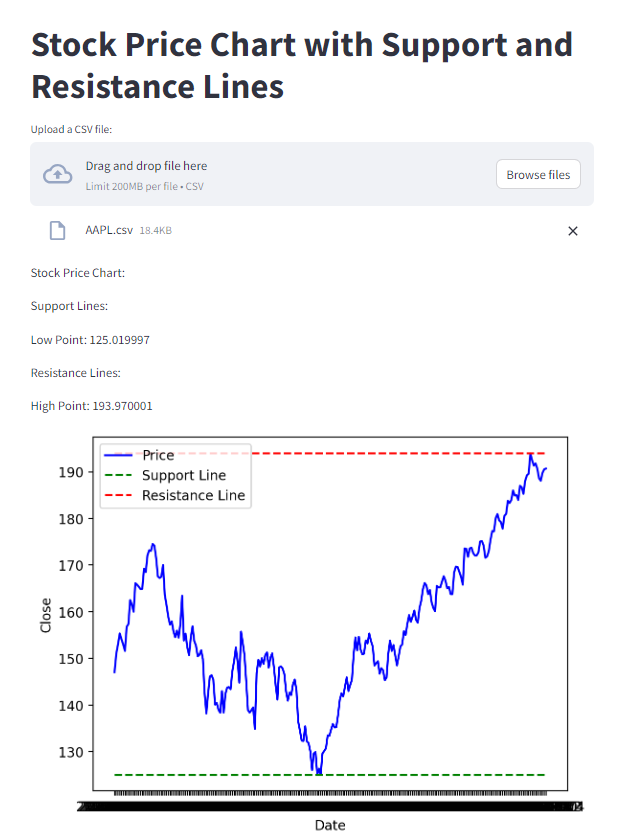 Stock Price Chart with Support and
Resistance Lines
Upload a CSV file:
Drag and drop file here
Limit 200MB per file • CSV
Browse files
AAPL.csv 18.4KB
Stock Price Chart:
Support Lines:
Low Point: 125.019997
Resistance Lines:
High Point: 193.970001
Price
Support Line
Resistance Line
190
180
170
160
150
140
130
Close
Date